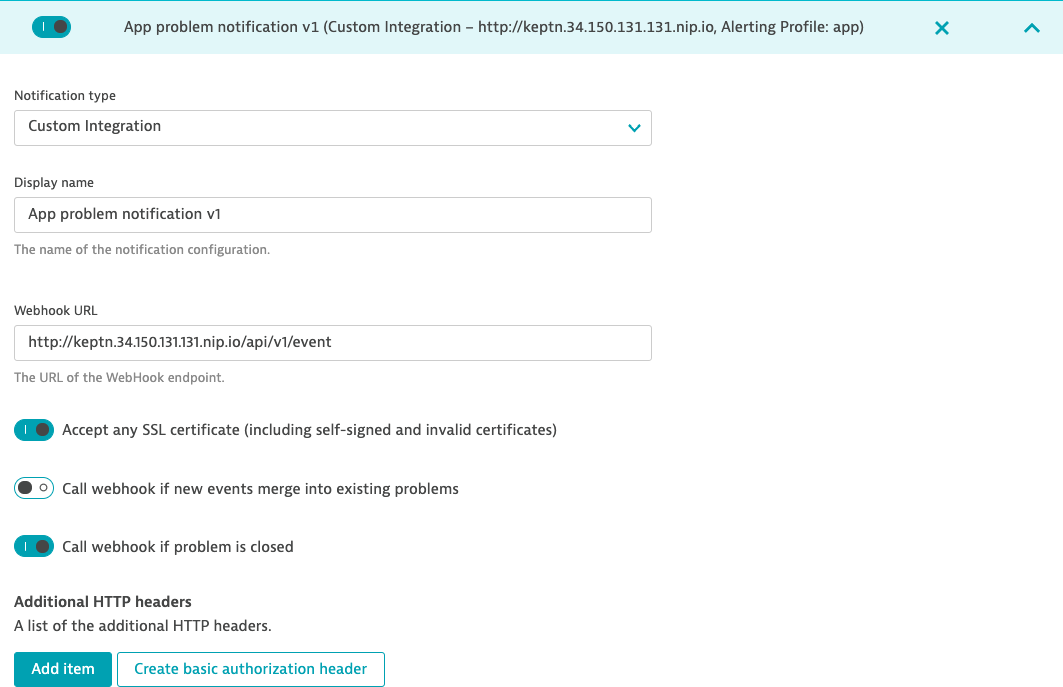 App problem notification v1 (Custom Integration – http://keptn.34.150.131.131.nip.io, Alerting Profile: app)
Notification type
Custom Integration
Display name
App problem notification v1
The name of the notification configuration.
Webhook URL
http://keptn.34.150.131.131.nip.io/api/v1/event
The URL of the WebHook endpoint.
Accept any SSL certificate (including self-signed and invalid certificates)
Call webhook if new events merge into existing problems
Call webhook if problem is closed
Additional HTTP headers
A list of the additional HTTP headers.
Add item Create basic authorization header